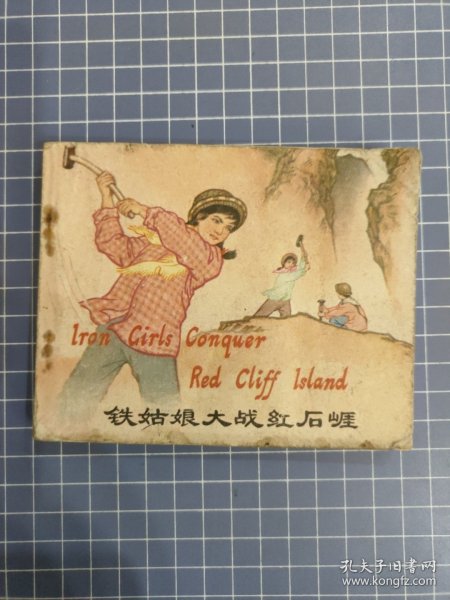 Iron Girls Conquer
Red Cliff Island
铁姑娘大战红石崕
孔夫子旧书网
www.kongfz.com